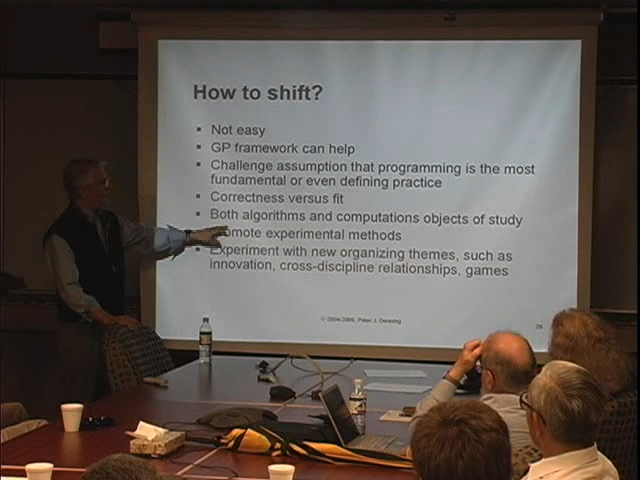 How to shift?
▪ Not easy
▪ GP framework can help
▪ Challenge assumption that programming is the most
fundamental or even defining practice
▪ Correctness versus fit
▪ Both algorithms and computations objects of study
omote experimental methods
▪ Experiment with new organizing themes, such as
innovation, cross-discipline relationships, games
© 2004-2005, Peter J. Denning